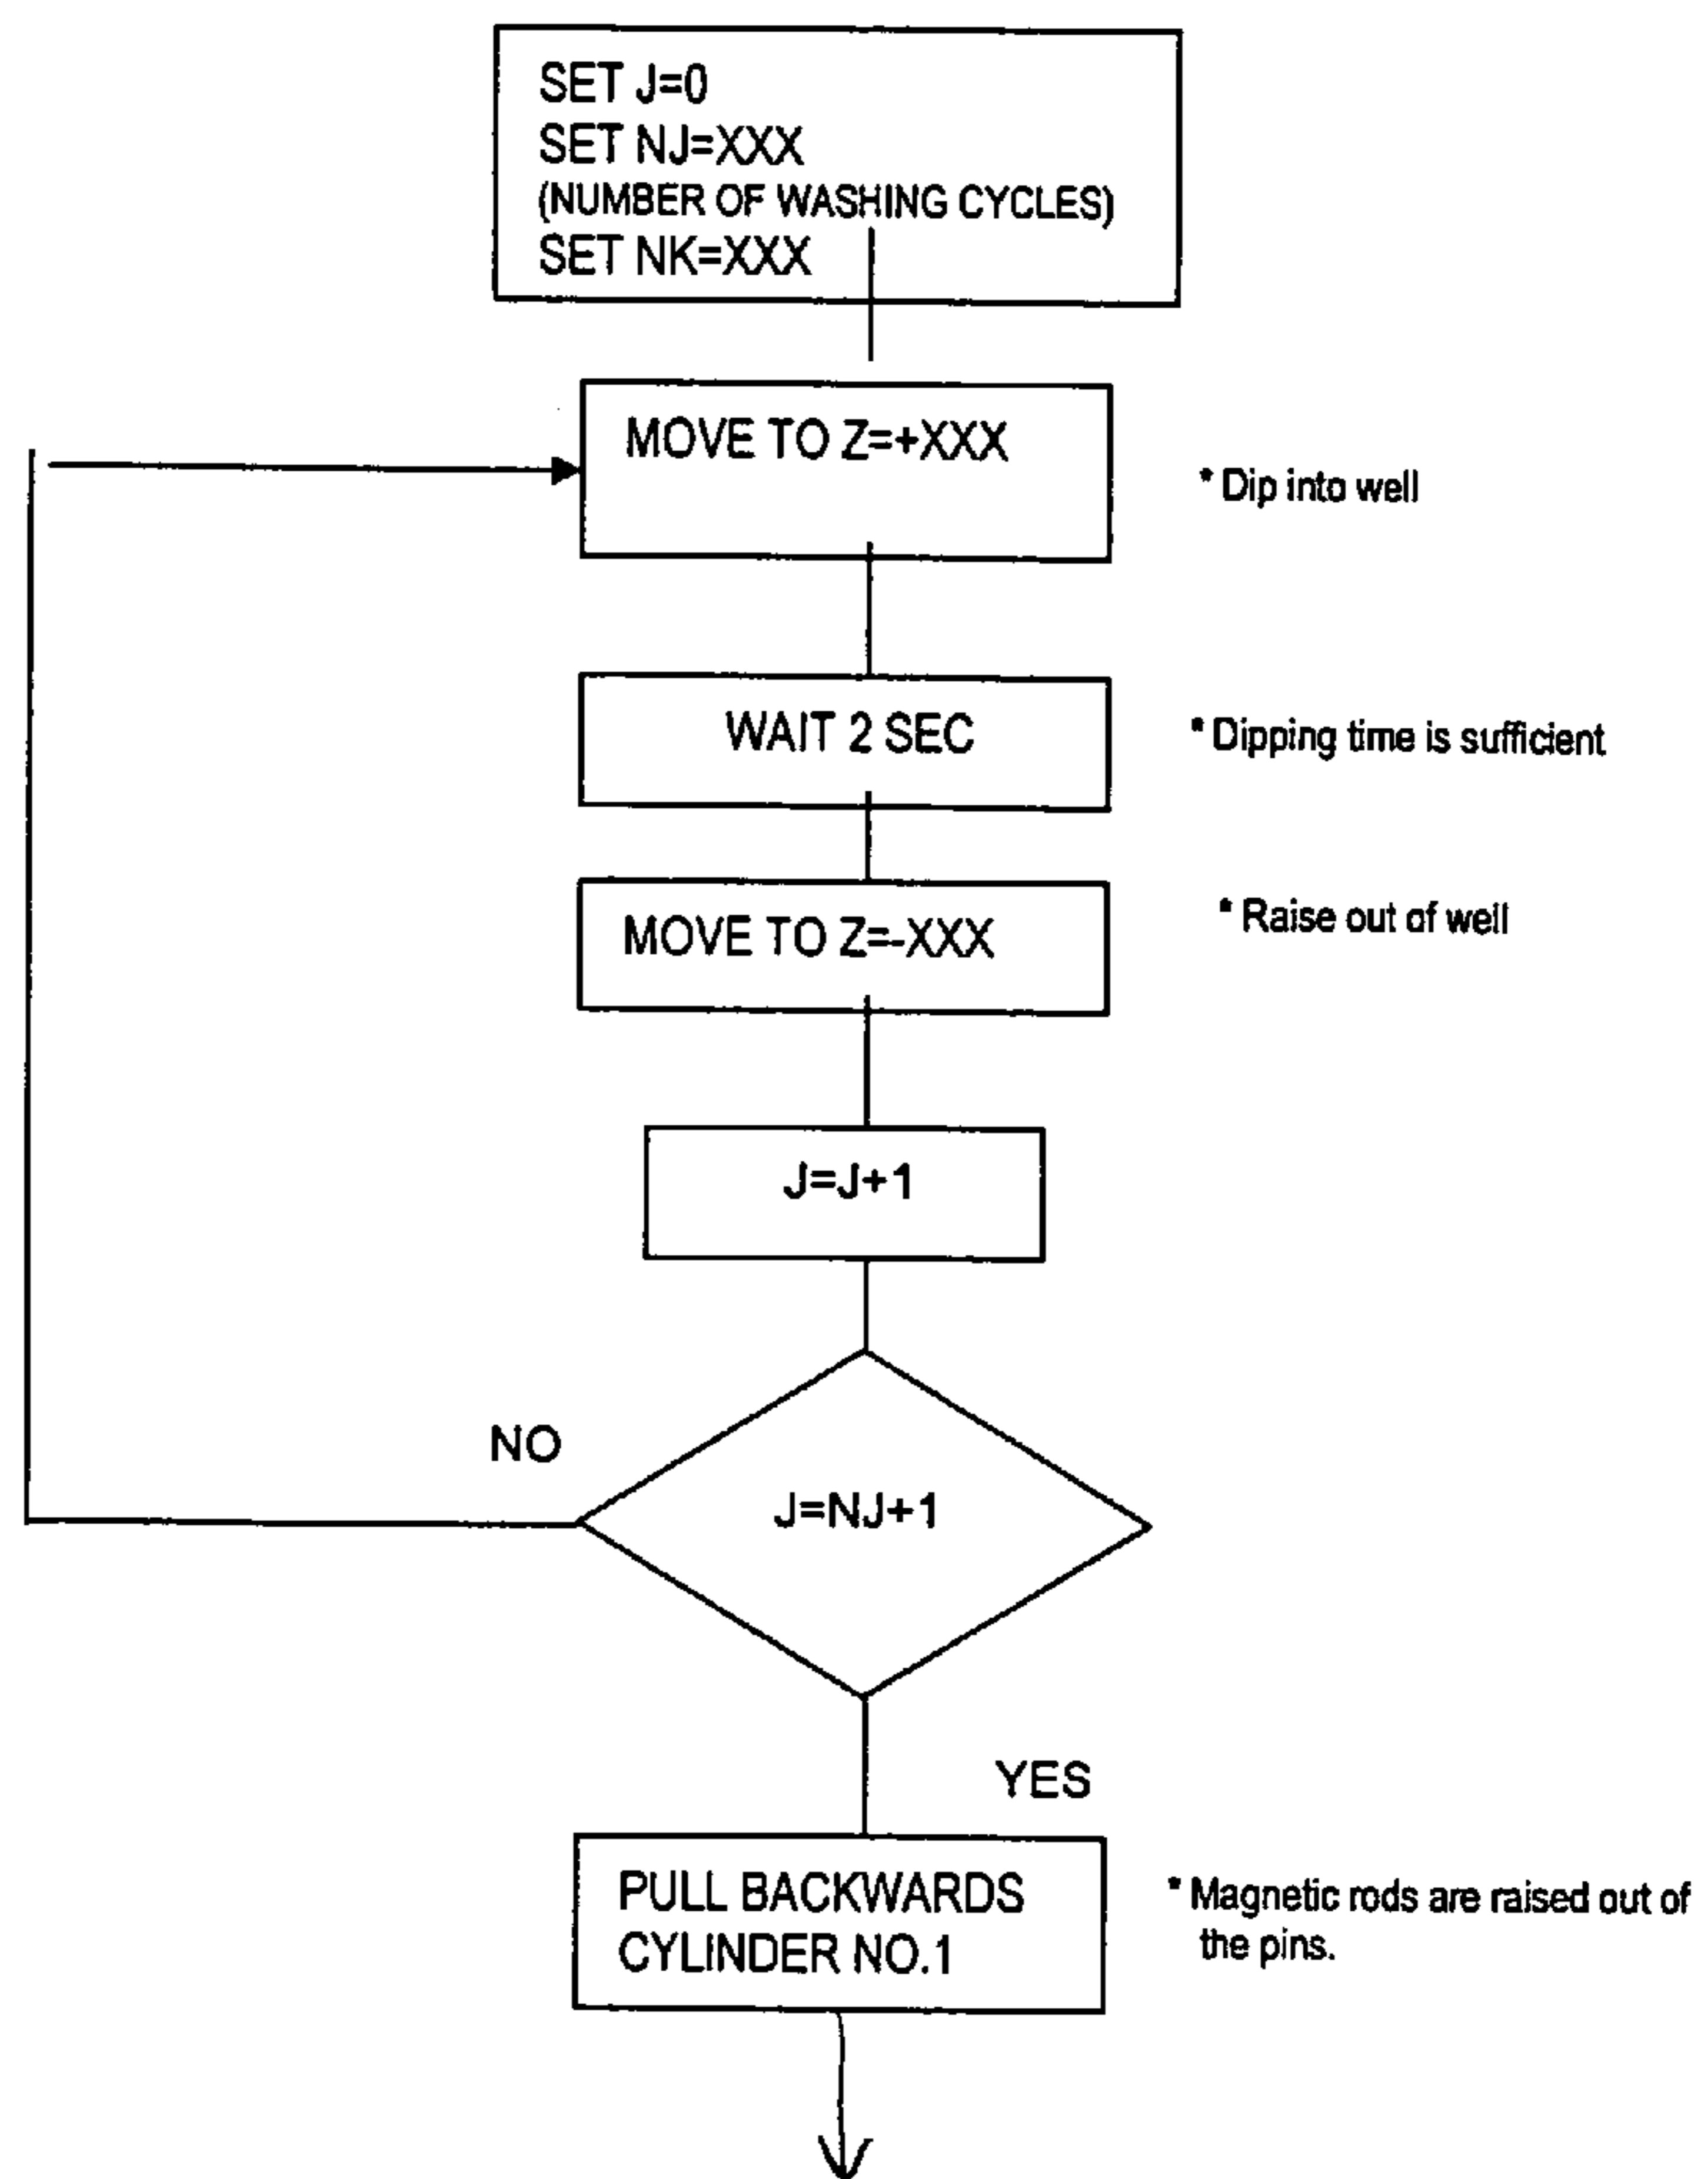 SET J=0
SET NJ=XXX
(NUMBER OF WASHING CYCLES)
SET NK=XXX
MOVE TO Z=+XXX
* Dip into well
WAIT 2 SEC
* Dipping time is sufficient
MOVE TO Z=-XXX
* Raise out of well
J=J+1
NO
J=NJ+1
YES
PULL BACKWARDS
CYLINDER NO.1
* Magnetic rods are raised out of
the pins.